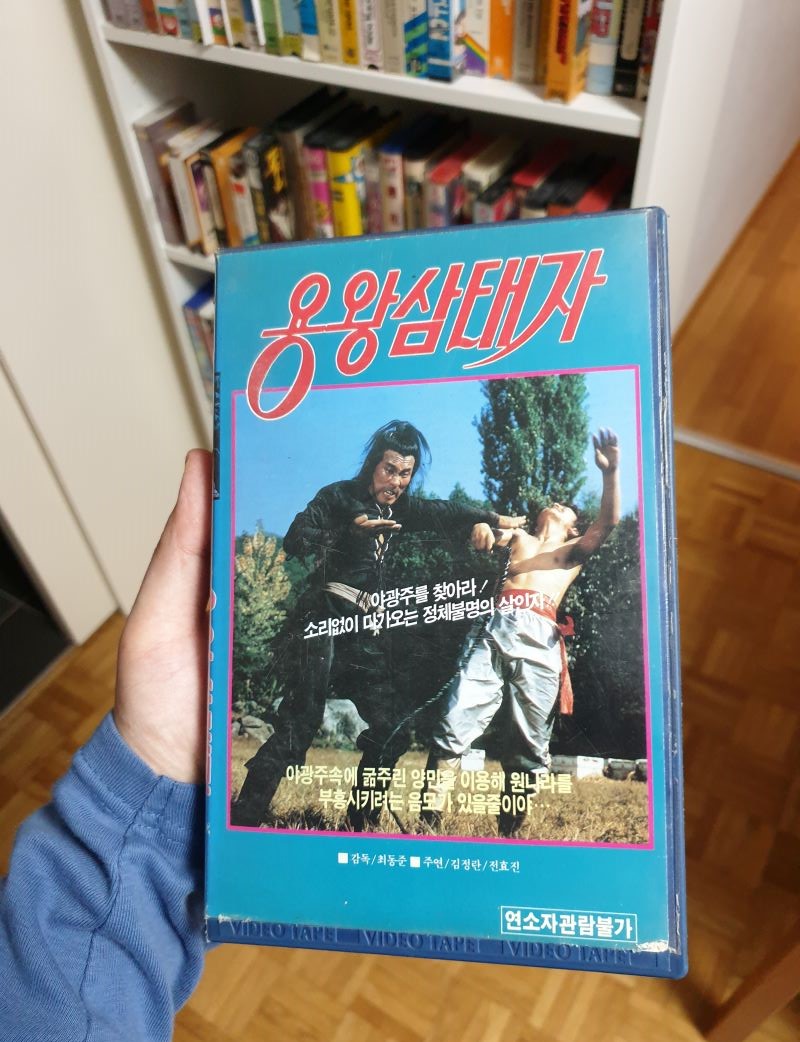 용왕삼태자
야광주를 찾아라!
소리없이 다가오는 정체불명의 살인자!
야광주속에 굶주린 양민을 이용해 원나라를
부흥시키려는 음모가 있을줄이야…
■ 감독/최동준 ■ 주연/김정란/전효진
연소자관람불가
VIDEO TAPE VIDEO TAPE VIDEO TAPE